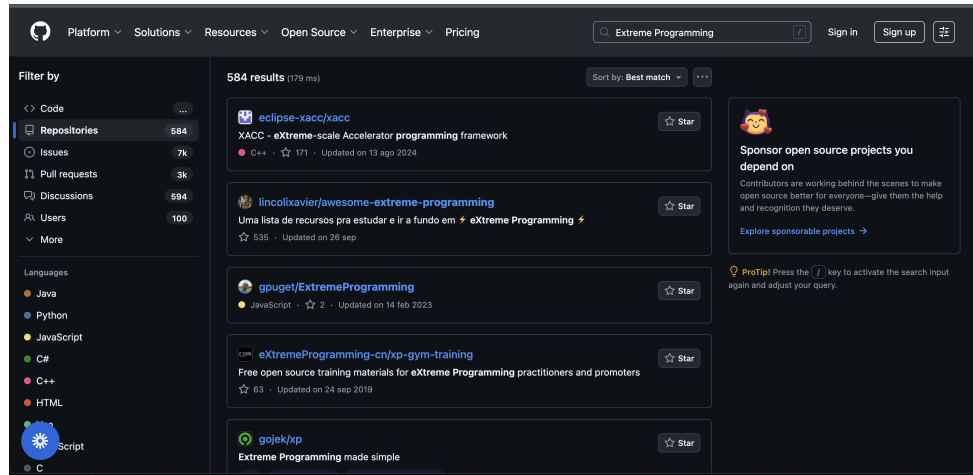 Platform Solutions Resources Open Source Enterprise Pricing Extreme Programming / Sign in Sign up
Filter by
Code ...
Repositories 584
Issues 7k
Pull requests 3k
Discussions 594
Users 100
More
Languages
Java
Python
JavaScript
C#
C++
HTML
Script
C
584 results (179 ms)
Sort by: Best match ...
eclipse-xacc/xacc
Star
XACC - eXtreme-scale Accelerator programming framework
C++ · 171 · Updated on 13 ago 2024
lincolixavier/awesome-extreme-programming
Star
Uma lista de recursos pra estudar e ir a fundo em ⚡ eXtreme Programming ⚡
535 · Updated on 26 sep
gpuget/ExtremeProgramming
Star
JavaScript · 2 · Updated on 14 feb 2023
eXtremeProgramming-cn/xp-gym-training
Star
Free open source training materials for eXtreme Programming practitioners and promoters
63 · Updated on 24 sep 2019
gojek/xp
Star
Extreme Programming made simple
Sponsor open source projects you
depend on
Contributors are working behind the scenes to make
open source better for everyone—give them the help
and recognition they deserve.
Explore sponsorable projects →
ProTip! Press the / key to activate the search input
again and adjust your query.